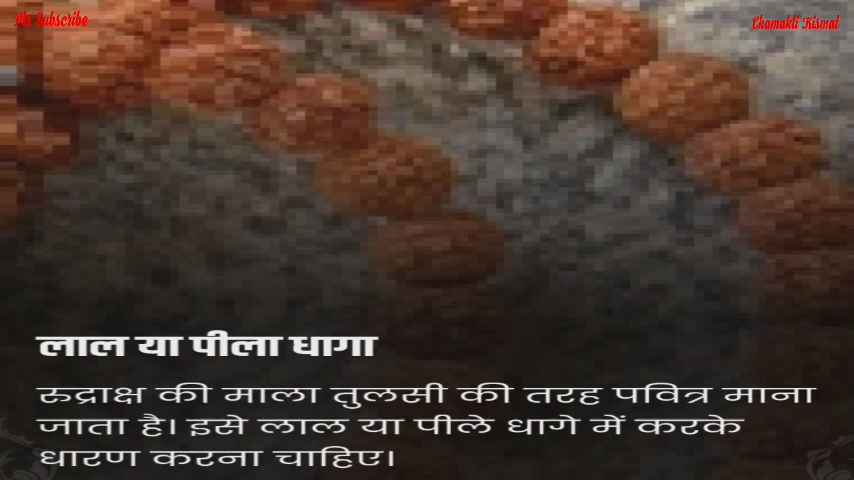 Pls Subscribe
Chamakti Kismat
लाल या पीला धागा
रुद्राक्ष की माला तुलसी की तरह पवित्र माना
जाता है। इसे लाल या पीले धागे में करके
धारण करना चाहिए।